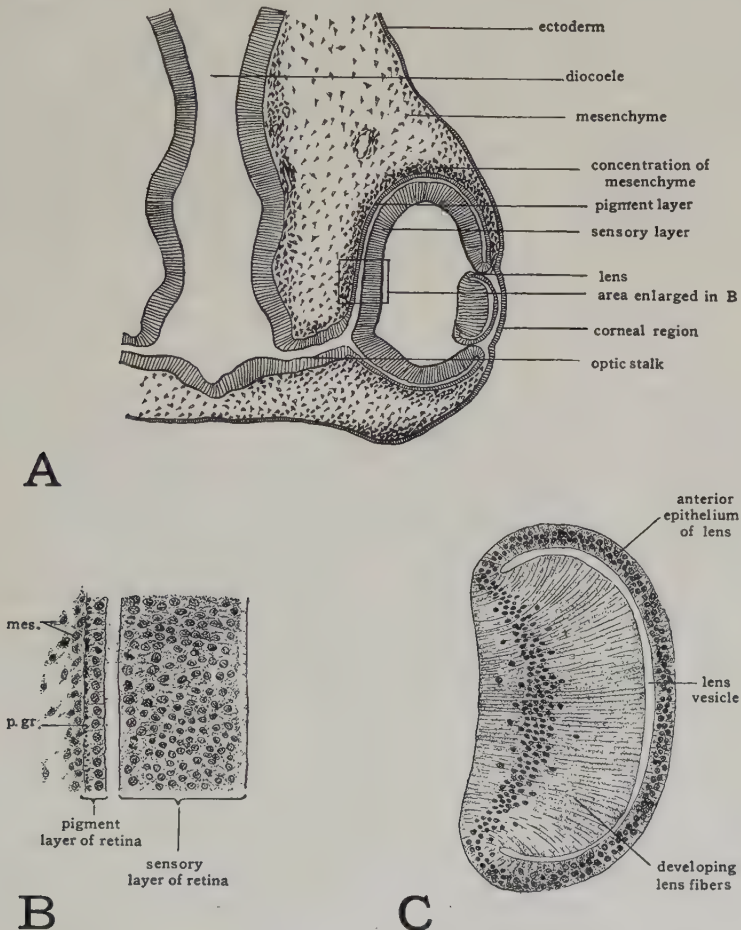 ectoderm
diocoele
mesenchyme
concentration of
mesenchyme
pigment layer
sensory layer
lens
area enlarged in B
corneal region
optic stalk
A
mes.
p. gr.
pigment
layer of retina
sensory
layer of retina
B
anterior
epithelium
of lens
lens
vesicle
developing
lens fibers
C